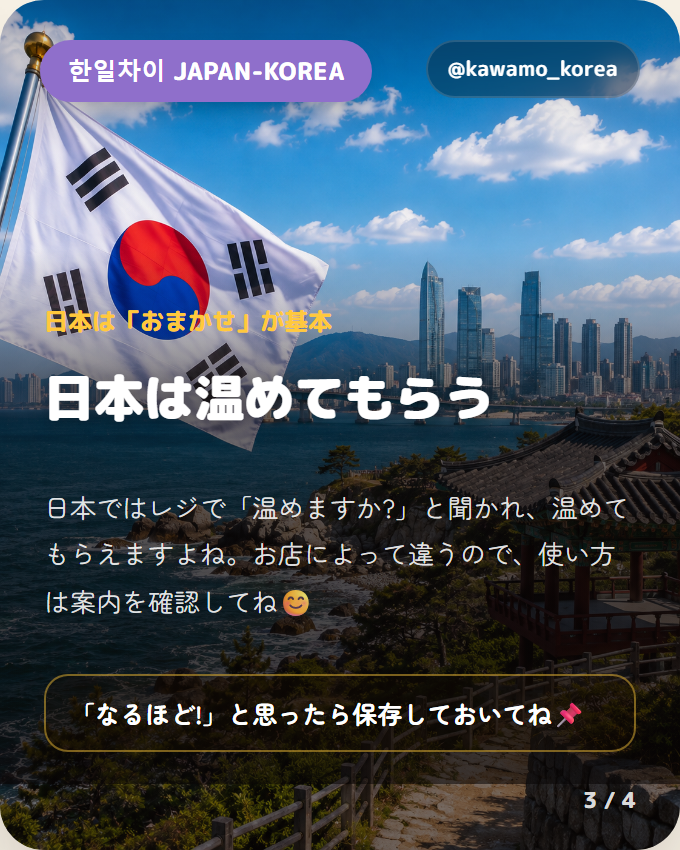 한일차이 JAPAN-KOREA
@kawamo_korea
日本は「おまかせ」が基本
日本は温めてもらう
日本ではレジで「温めますか?」と聞かれ、温めて
もらえますよね。お店によって違うので、使い方
は案内を確認してね😊
「なるほど!」と思ったら保存しておいてね📌
3 / 4